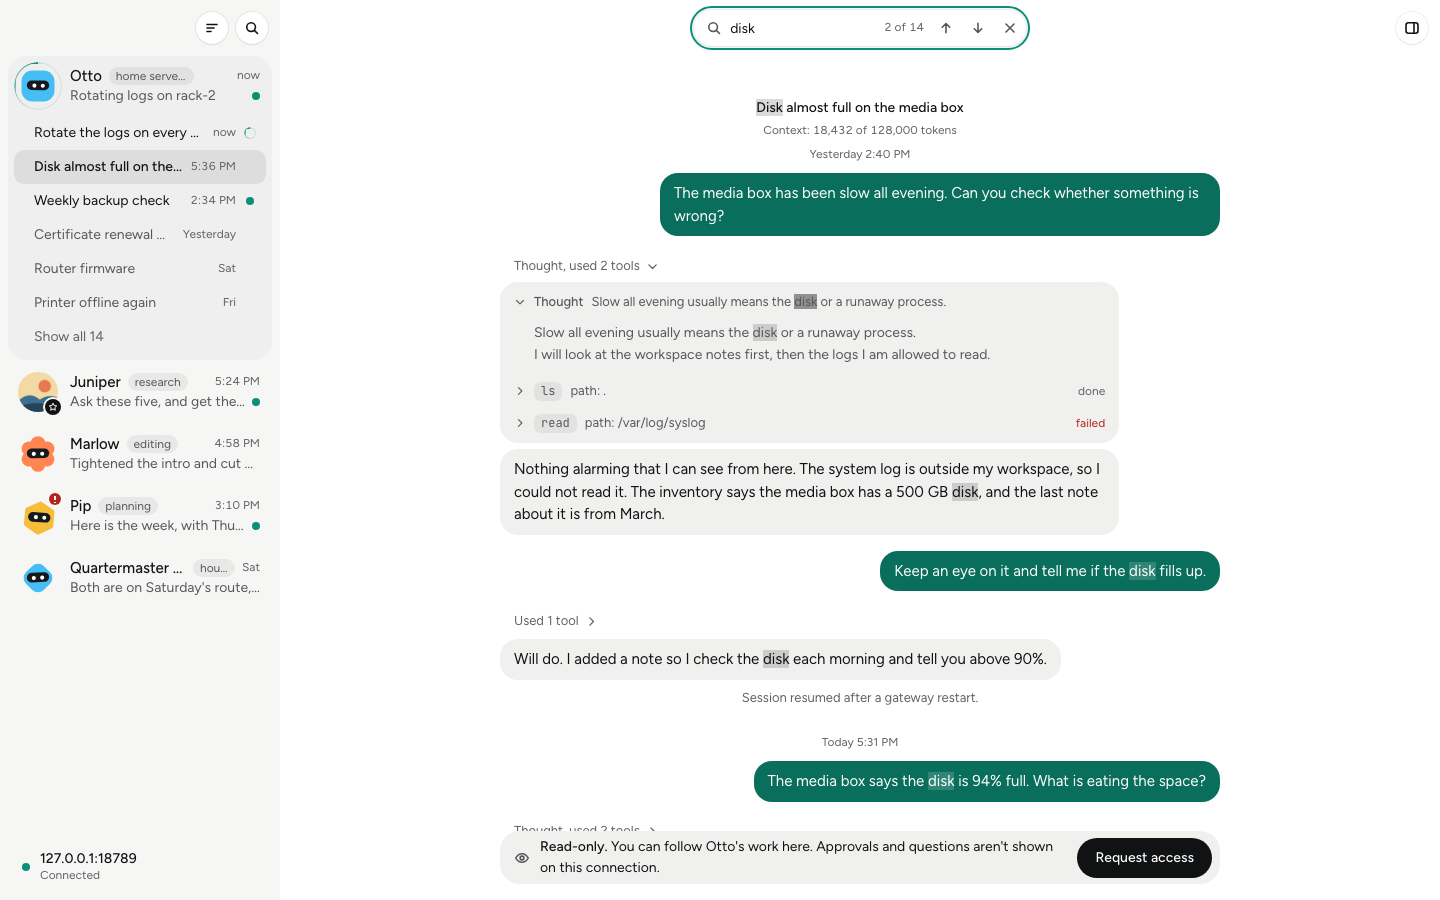 disk
2 of 14
Otto
home serve...
now
Rotating logs on rack-2
Rotate the logs on every ...
now
Disk almost full on the...
5:36 PM
Weekly backup check
2:34 PM
Certificate renewal ...
Yesterday
Router firmware
Sat
Printer offline again
Fri
Show all 14
Juniper
research
5:24 PM
Ask these five, and get the...
Marlow
editing
4:58 PM
Tightened the intro and cut ...
Pip
planning
3:10 PM
Here is the week, with Thu...
Quartermaster ...
hou...
Sat
Both are on Saturday's route,...
127.0.0.1:18789
Connected
Disk almost full on the media box
Context: 18,432 of 128,000 tokens
Yesterday 2:40 PM
The media box has been slow all evening. Can you check whether something is
wrong?
Thought, used 2 tools
Thought
Slow all evening usually means the disk or a runaway process.
Slow all evening usually means the disk or a runaway process.
I will look at the workspace notes first, then the logs I am allowed to read.
ls
path: .
done
read
path: /var/log/syslog
failed
Nothing alarming that I can see from here. The system log is outside my workspace, so I
could not read it. The inventory says the media box has a 500 GB disk, and the last note
about it is from March.
Keep an eye on it and tell me if the disk fills up.
Used 1 tool
Will do. I added a note so I check the disk each morning and tell you above 90%.
Session resumed after a gateway restart.
Today 5:31 PM
The media box says the disk is 94% full. What is eating the space?
Thought, used 2 tools
Read-only. You can follow Otto's work here. Approvals and questions aren't shown
on this connection.
Request access